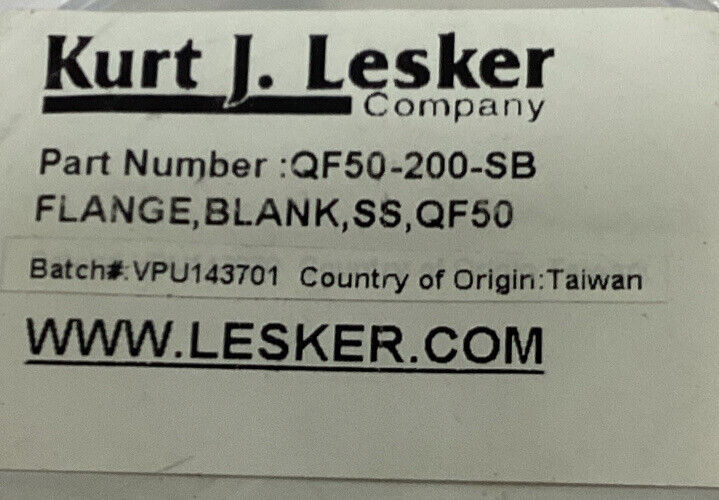 Kurt J. Lesker
Company
Part Number :QF50-200-SB
FLANGE,BLANK,SS,QF50
Batch#:VPU143701 Country of Origin:Taiwan
WWW.LESKER.COM